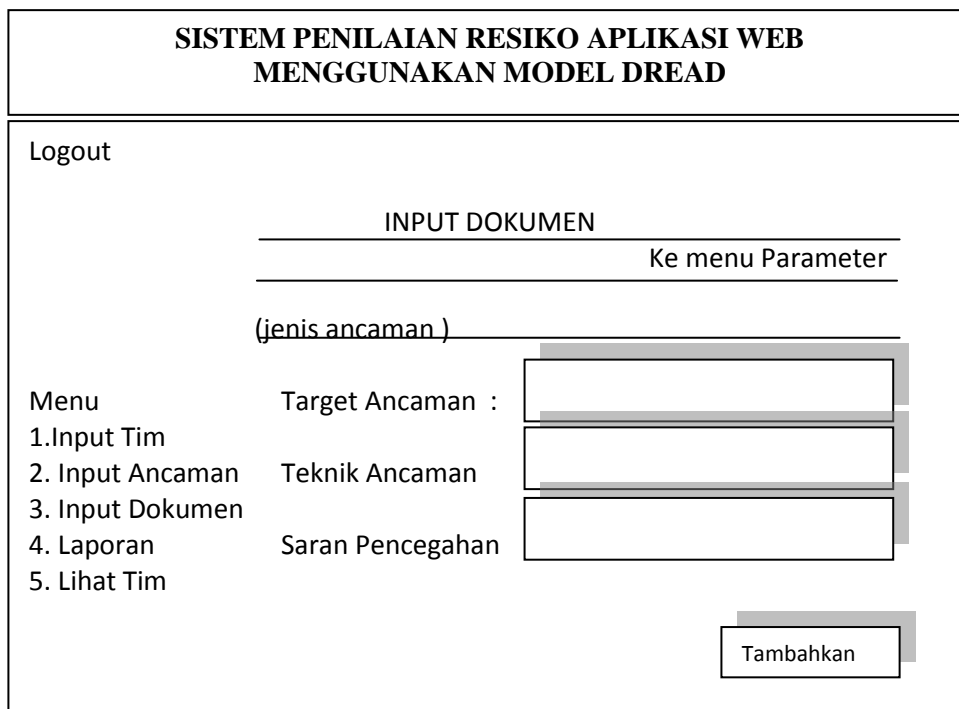 SISTEM PENILAIAN RESIKO APLIKASI WEB
MENGGUNAKAN MODEL DREAD
Logout
INPUT DOKUMEN
Ke menu Parameter
(jenis ancaman )
Menu
1.Input Tim
2. Input Ancaman
3. Input Dokumen
4. Laporan
5. Lihat Tim
Target Ancaman :
Teknik Ancaman
Saran Pencegahan
Tambahkan